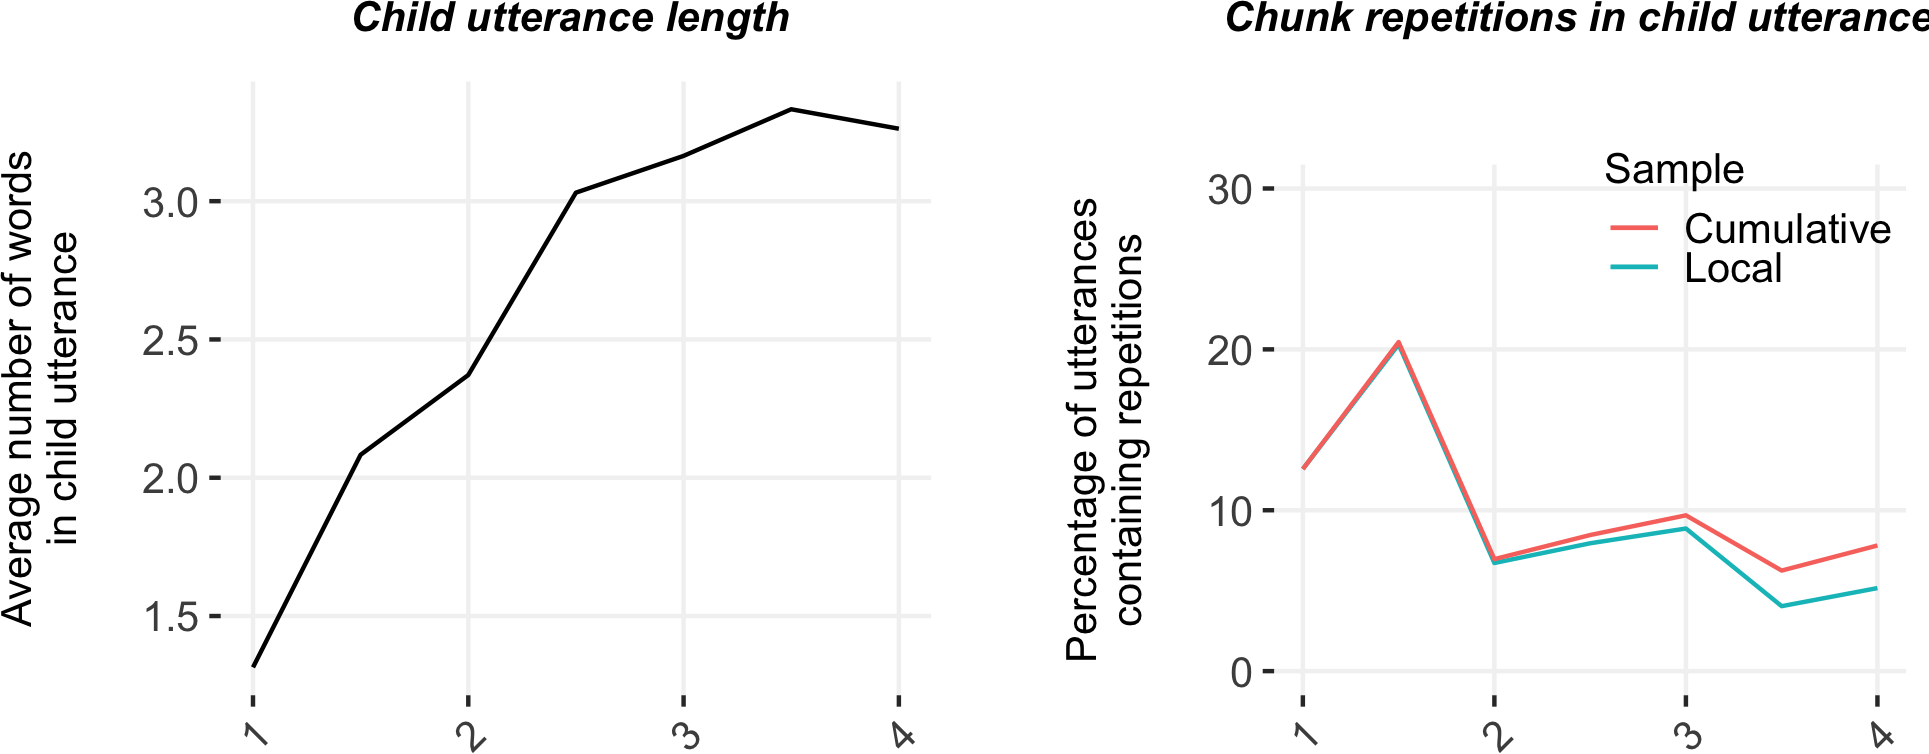 Child utterance length
Average number of words
in child utterance
3.0
2.5
2.0
1.5
1
2
3
4
Chunk repetitions in child utterance
Percentage of utterances
containing repetitions
30
20
10
0
Sample
Cumulative
Local
1
2
3
4